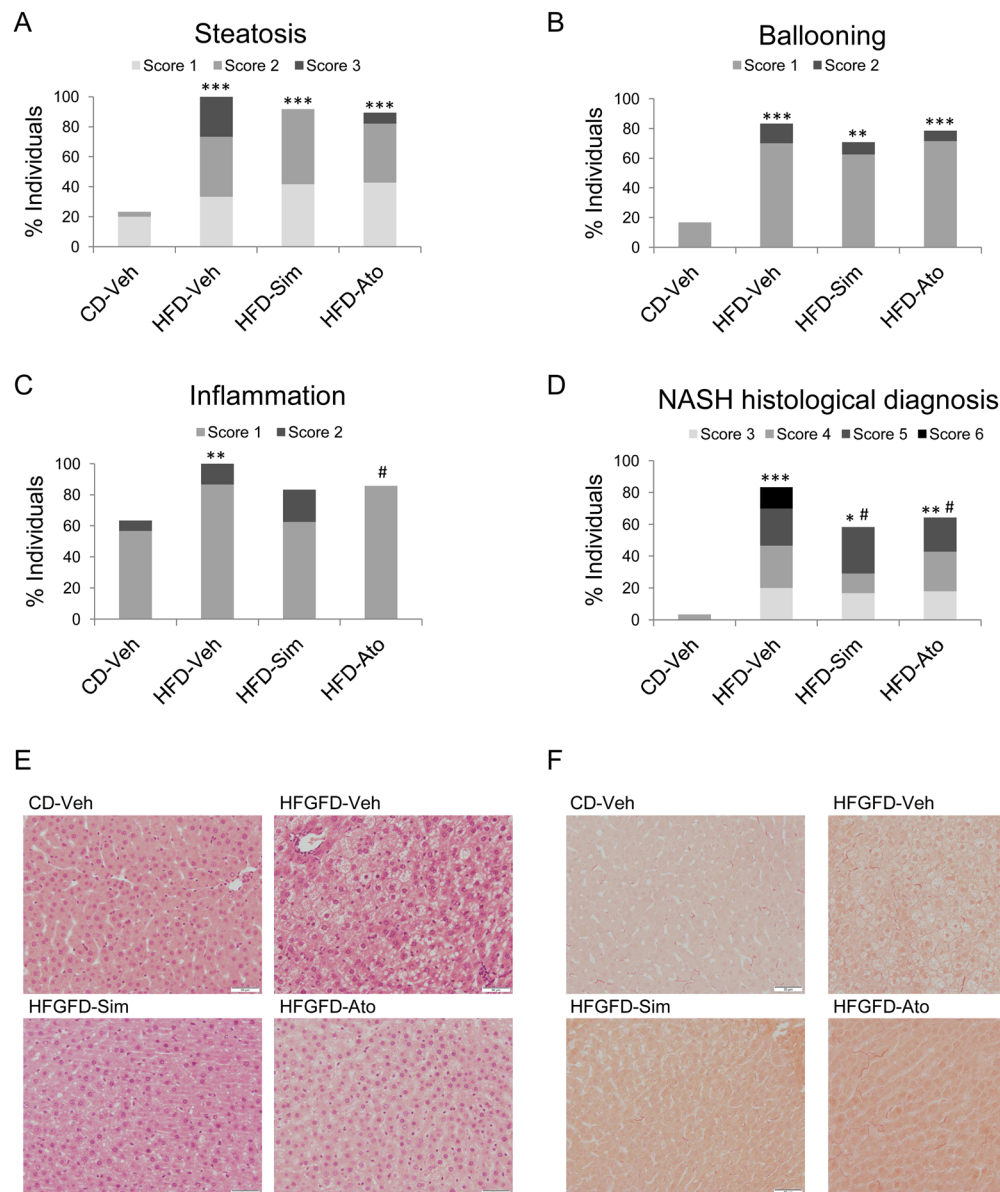 A
Steatosis
Score 1 Score 2 Score 3
% Individuals
100
80
60
40
20
0
*** *** ***
CD-Veh HFD-Veh HFD-Sim HFD-Ato
B
Ballooning
Score 1 Score 2
% Individuals
100
80
60
40
20
0
*** ** ***
CD-Veh HFD-Veh HFD-Sim HFD-Ato
C
Inflammation
Score 1 Score 2
% Individuals
100
80
60
40
20
0
** #
CD-Veh HFD-Veh HFD-Sim HFD-Ato
D
NASH histological diagnosis
Score 3 Score 4 Score 5 Score 6
% Individuals
100
80
60
40
20
0
*** * # ** #
CD-Veh HFD-Veh HFD-Sim HFD-Ato
E
CD-Veh HFGFD-Veh
HFGFD-Sim HFGFD-Ato
F
CD-Veh HFGFD-Veh
HFGFD-Sim HFGFD-Ato